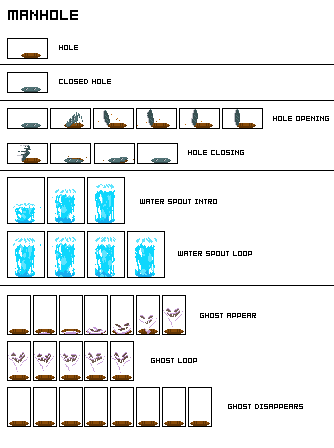 MANHOLE
HOLE
CLOSED HOLE
HOLE OPENING
HOLE CLOSING
WATER SPOUT INTRO
WATER SPOUT LOOP
GHOST APPEAR
GHOST LOOP
GHOST DISAPPEARS